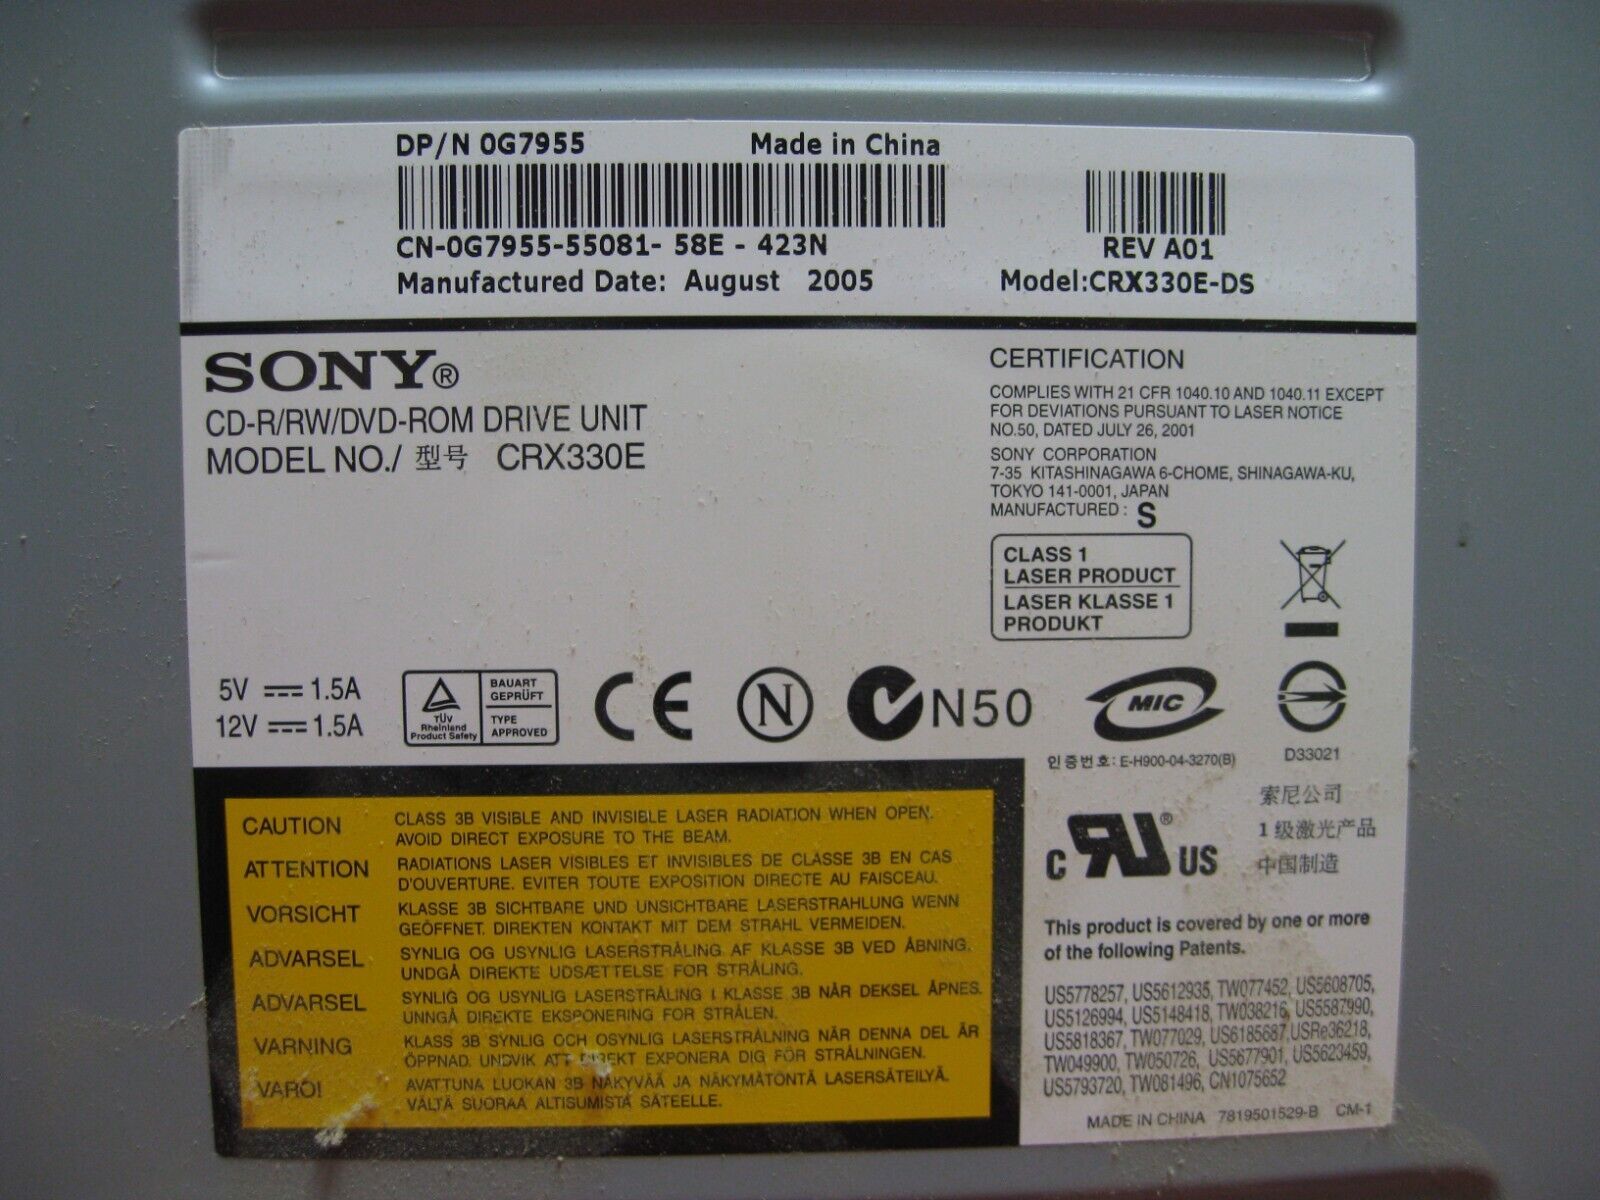 DP/N 0G7955 Made in China
CN-0G7955-55081- 58E - 423N
Manufactured Date: August 2005
REV A01
Model:CRX330E-DS
SONY®
CD-R/RW/DVD-ROM DRIVE UNIT
MODEL NO./ 型号 CRX330E
CERTIFICATION
COMPLIES WITH 21 CFR 1040.10 AND 1040.11 EXCEPT
FOR DEVIATIONS PURSUANT TO LASER NOTICE
NO.50, DATED JULY 26, 2001
SONY CORPORATION
7-35 KITASHINAGAWA 6-CHOME, SHINAGAWA-KU,
TOKYO 141-0001, JAPAN
MANUFACTURED : S
CLASS 1
LASER PRODUCT
LASER KLASSE 1
PRODUKT
5V 1.5A
12V 1.5A
TÜV
Rheinland
Product Safety
BAUART
GEPRÜFT
TYPE
APPROVED
CE
N
N50
MIC
인증번호: E-H900-04-3270(B)
D33021
CAUTION CLASS 3B VISIBLE AND INVISIBLE LASER RADIATION WHEN OPEN.
AVOID DIRECT EXPOSURE TO THE BEAM.
ATTENTION RADIATIONS LASER VISIBLES ET INVISIBLES DE CLASSE 3B EN CAS
D'OUVERTURE. EVITER TOUTE EXPOSITION DIRECTE AU FAISCEAU.
VORSICHT KLASSE 3B SICHTBARE UND UNSICHTBARE LASERSTRAHLUNG WENN
GEÖFFNET. DIREKTEN KONTAKT MIT DEM STRAHL VERMEIDEN.
ADVARSEL SYNLIG OG USYNLIG LASERSTRÅLING AF KLASSE 3B VED ÅBNING.
UNDGÅ DIREKTE UDSÆTTELSE FOR STRÅLING.
ADVARSEL SYNLIG OG USYNLIG LASERSTRÅLING I KLASSE 3B NÅR DEKSEL ÅPNES.
UNNGÅ DIREKTE EKSPONERING FOR STRÅLEN.
VARNING KLASS 3B SYNLIG OCH OSYNLIG LASERSTRÅLNING NÄR DENNA DEL ÄR
ÖPPNAD. UNDVIK ATT DIREKT EXPONERA DIG FÖR STRÅLNINGEN.
VARO! AVATTUNA LUOKAN 3B NÄKYVÄÄ JA NÄKYMÄTÖNTÄ LASERSÄTEILYÄ.
VÄLTÄ SUORAA ALTISUMISTA SÄTEELLE.
C RU® US
索尼公司
1 级激光产品
中国制造
This product is covered by one or more
of the following Patents.
US5778257, US5612935, TW077452, US5608705,
US5126994, US5148418, TW038216, US5587990,
US5818367, TW077029, US6185687, USRe36218,
TW049900, TW050726, US5677901, US5623459,
US5793720, TW081496, CN1075652
MADE IN CHINA 7819501529-B CM-1